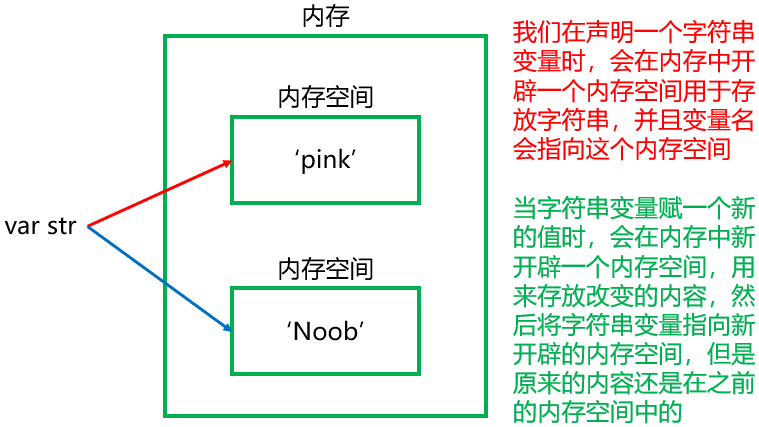 内存
内存空间
‘pink’
var str
内存空间
‘Noob’
我们在声明一个字符串
变量时，会在内存中开
辟一个内存空间用于存
放字符串，并且变量名
会指向这个内存空间
当字符串变量赋一个新
的值时，会在内存中新
开辟一个内存空间，用
来存放改变的内容，然
后将字符串变量指向新
开辟的内存空间，但是
原来的内容还是在之前
的内存空间中的